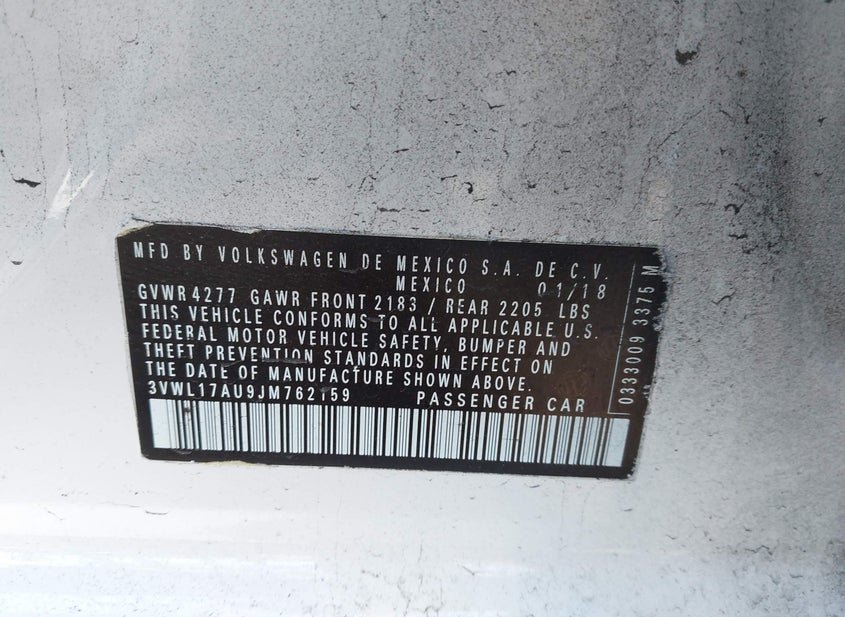 MFD BY VOLKSWAGEN DE MEXICO S.A. DE C.V.
MEXICO 01/18
GVWR 4277 GAWR FRONT 2183 / REAR 2205 LBS
THIS VEHICLE CONFORMS TO ALL APPLICABLE U.S.
FEDERAL MOTOR VEHICLE SAFETY, BUMPER AND
THEFT PREVENTION STANDARDS IN EFFECT ON
THE DATE OF MANUFACTURE SHOWN ABOVE.
3VWL17AU9JM762159 PASSENGER CAR
0333009 3375 M